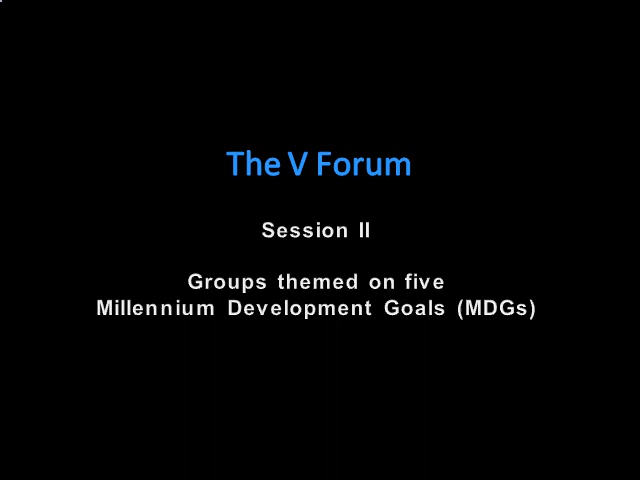 The V Forum
Session II
Groups themed on five
Millennium Development Goals (MDGs)